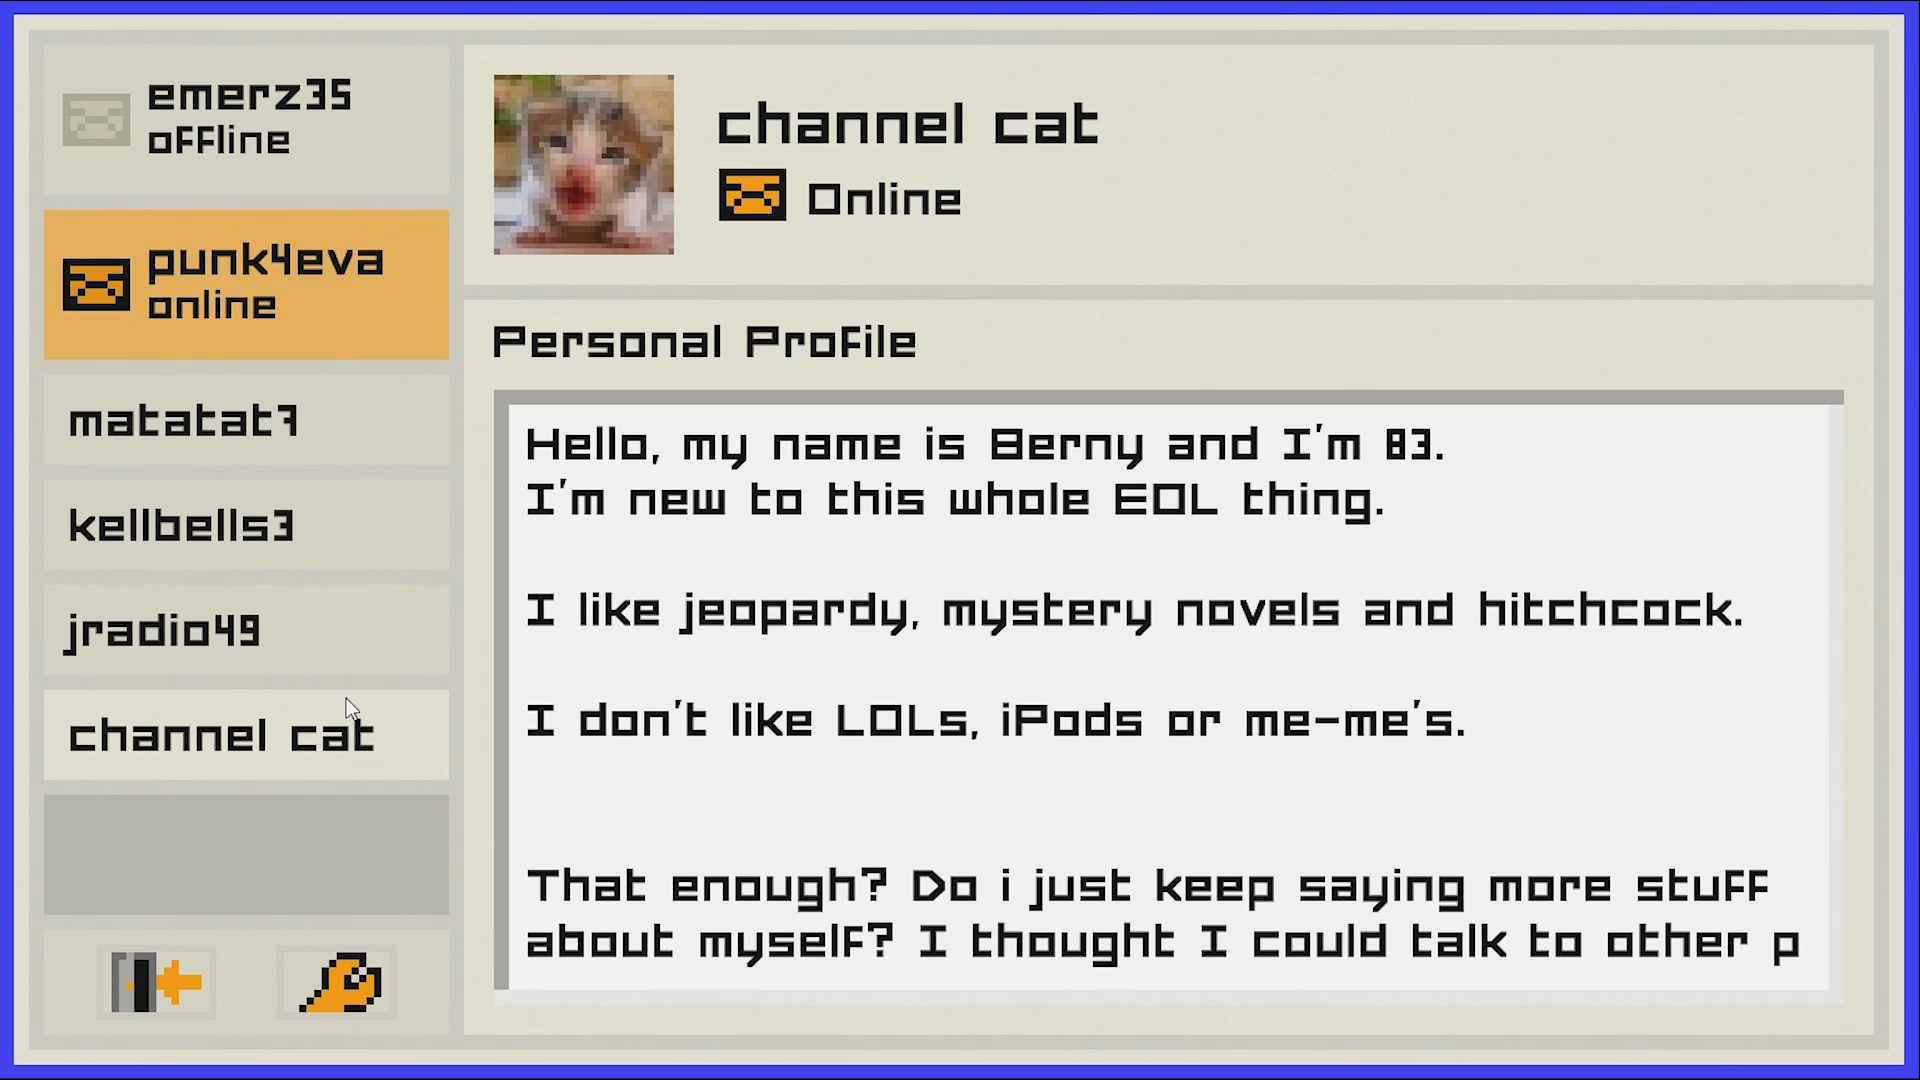 emerz35
offline
punk4eva
online
matatat7
kellbells3
jradio49
channel cat
channel cat
Online
Personal Profile
Hello, my name is Berny and I'm 83.
I'm new to this whole EOL thing.
I like jeopardy, mystery novels and hitchcock.
I don't like LOLs, iPods or me-me's.
That enough? Do i just keep saying more stuff
about myself? I thought I could talk to other p